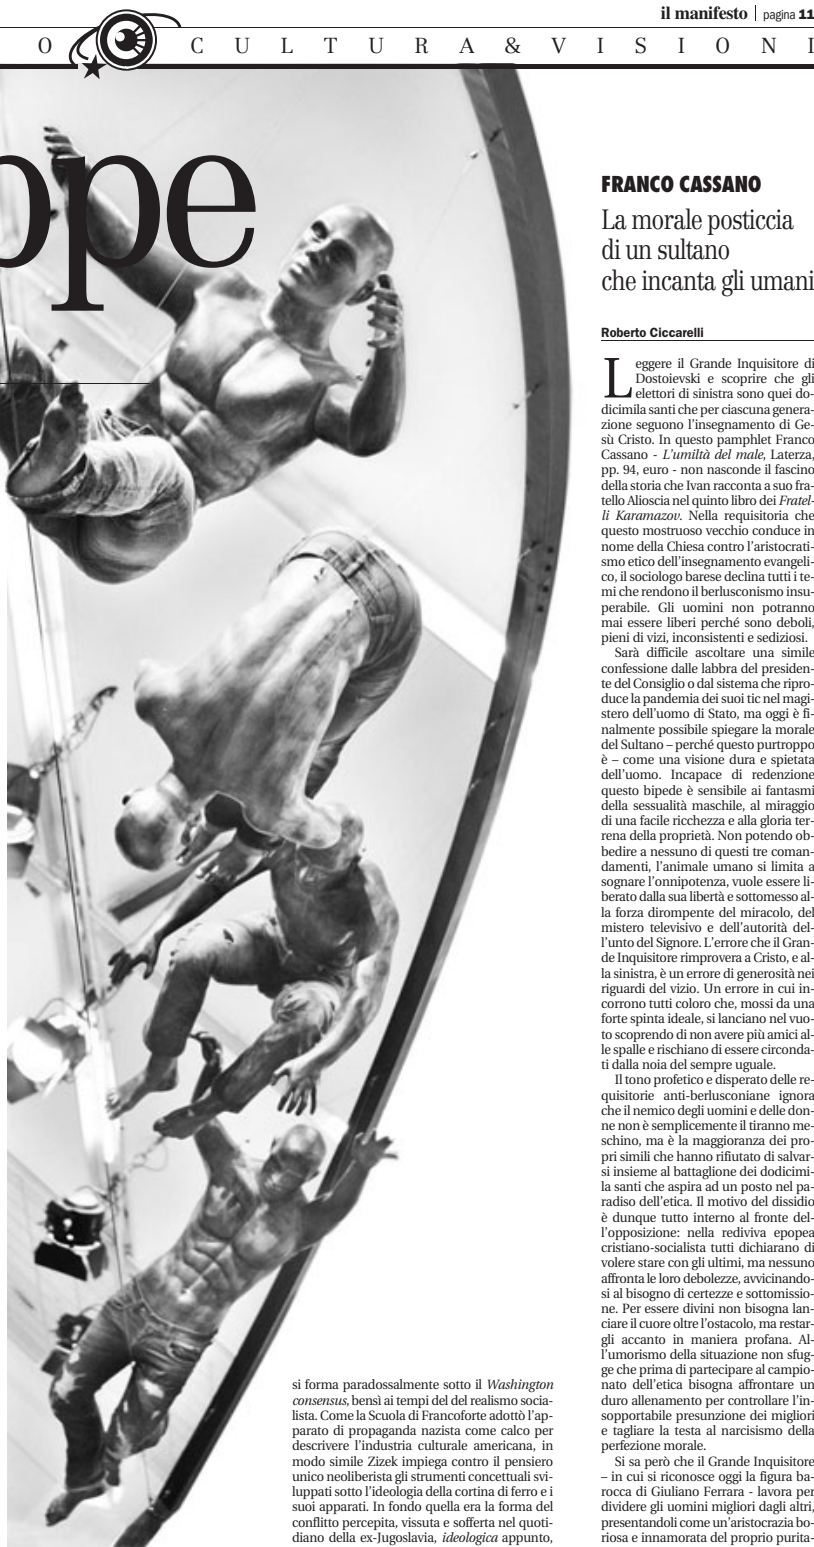 il manifesto | pagina 11
O CULTURA&VISIONI
ope
FRANCO CASSANO
La morale posticcia
di un sultano
che incanta gli umani
Roberto Ciccarelli
Leggere il Grande Inquisitore di
Dostoievski e scoprire che gli
elettori di sinistra sono quei do-
dicimila santi che per ciascuna genera-
zione seguono l'insegnamento di Ge-
sù Cristo. In questo pamphlet Franco
Cassano - L'umiltà del male, Laterza,
pp. 94, euro - non nasconde il fascino
della storia che Ivan racconta a suo fra-
tello Alioscia nel quinto libro dei Fratel-
li Karamazov. Nella requisitoria che
questo mostruoso vecchio conduce in
nome della Chiesa contro l'aristocrati-
smo etico dell'insegnamento evangeli-
co, il sociologo barese declina tutti i te-
mi che rendono il berlusconismo insu-
perabile. Gli uomini non potranno
mai essere liberi perché sono deboli,
pieni di vizi, inconsistenti e sediziosi.
Sarà difficile ascoltare una simile
confessione dalle labbra del presiden-
te del Consiglio o dal sistema che ripro-
duce la pandemia dei suoi tic nel magi-
stero dell'uomo di Stato, ma oggi è fi-
nalmente possibile spiegare la morale
del Sultano – perché questo purtroppo
è – come una visione dura e spietata
dell'uomo. Incapace di redenzione
questo bipede è sensibile ai fantasmi
della sessualità maschile, al miraggio
di una facile ricchezza e alla gloria ter-
rena della proprietà. Non potendo ob-
bedire a nessuno di questi tre coman-
damenti, l'animale umano si limita a
sognare l'onnipotenza, vuole essere li-
berato dalla sua libertà e sottomesso al-
la forza dirompente del miracolo, del
mistero televisivo e dell'autorità del-
l'unto del Signore. L'errore che il Gran-
de Inquisitore rimprovera a Cristo, e al-
la sinistra, è un errore di generosità nei
riguardi del vizio. Un errore in cui in-
corrono tutti coloro che, mossi da una
forte spinta ideale, si lanciano nel vuo-
to scoprendo di non avere più amici al-
le spalle e rischiano di essere circonda-
ti dalla noia del sempre uguale.
Il tono profetico e disperato delle re-
quisitorie anti-berlusconiane ignora
che il nemico degli uomini e delle don-
ne non è semplicemente il tiranno me-
schino, ma è la maggioranza dei pro-
pri simili che hanno rifiutato di salvar-
si insieme al battaglione dei dodicimi-
la santi che aspira ad un posto nel pa-
radiso dell'etica. Il motivo del dissidio
è dunque tutto interno al fronte del-
l'opposizione: nella rediviva epopea
cristiano-socialista tutti dichiarano di
volere stare con gli ultimi, ma nessuno
affronta le loro debolezze, avvicinando-
si al bisogno di certezze e sottomissio-
ne. Per essere divini non bisogna lan-
ciare il cuore oltre l'ostacolo, ma restar-
gli accanto in maniera profana. Al-
l'umorismo della situazione non sfug-
ge che prima di partecipare al campio-
nato dell'etica bisogna affrontare un
duro allenamento per controllare l'in-
sopportabile presunzione dei migliori
e tagliare la testa al narcisismo della
perfezione morale.
Si sa però che il Grande Inquisitore
– in cui si riconosce oggi la figura ba-
rocca di Giuliano Ferrara - lavora per
dividere gli uomini migliori dagli altri,
presentandoli come un'aristocrazia bo-
riosa e innamorata del proprio purita-
si forma paradossalmente sotto il Washington
consensus, bensì ai tempi del del realismo socia-
lista. Come la Scuola di Francoforte adottò l'ap-
parato di propaganda nazista come calco per
descrivere l'industria culturale americana, in
modo simile Zizek impiega contro il pensiero
unico neoliberista gli strumenti concettuali svi-
luppati sotto l'ideologia della cortina di ferro e i
suoi apparati. In fondo quella era la forma del
conflitto percepita, vissuta e sofferta nel quoti-
diano della ex-Jugoslavia, ideologica appunto,